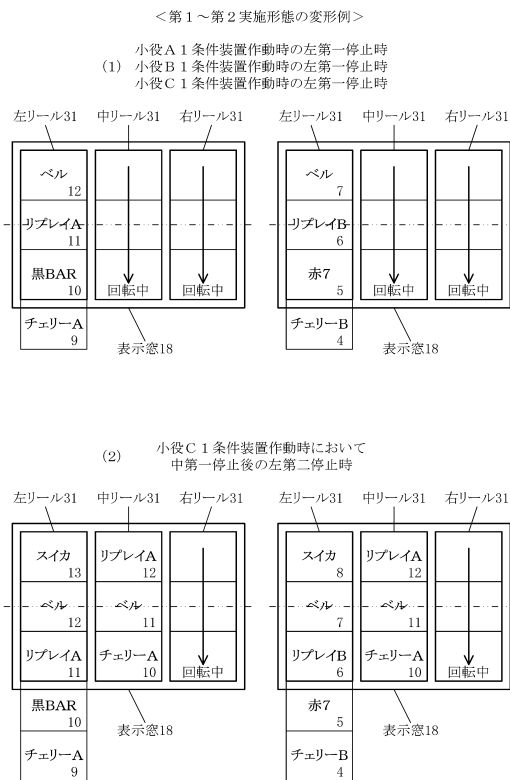 ＜第１～第２実施形態の変形例＞
小役Ａ１条件装置作動時の左第一停止時
（1）小役Ｂ１条件装置作動時の左第一停止時
小役Ｃ１条件装置作動時の左第一停止時
左リール31 中リール31 右リール31 左リール31 中リール31 右リール31
ベル ベル
12 7
リプレイA リプレイB
11 6
黒BAR 赤7
10 回転中 回転中 5 回転中 回転中
チェリーA チェリーB
9 4
表示窓18 表示窓18
（2） 小役Ｃ１条件装置作動時において
中第一停止後の左第二停止時
左リール31 中リール31 右リール31 左リール31 中リール31 右リール31
スイカ リプレイA スイカ リプレイA
13 12 8 12
ベル ベル ベル ベル
12 11 7 11
リプレイA チェリーA リプレイB チェリーA
11 10 回転中 6 10 回転中
黒BAR 赤7
10 5
表示窓18 表示窓18
チェリーA チェリーB
9 4